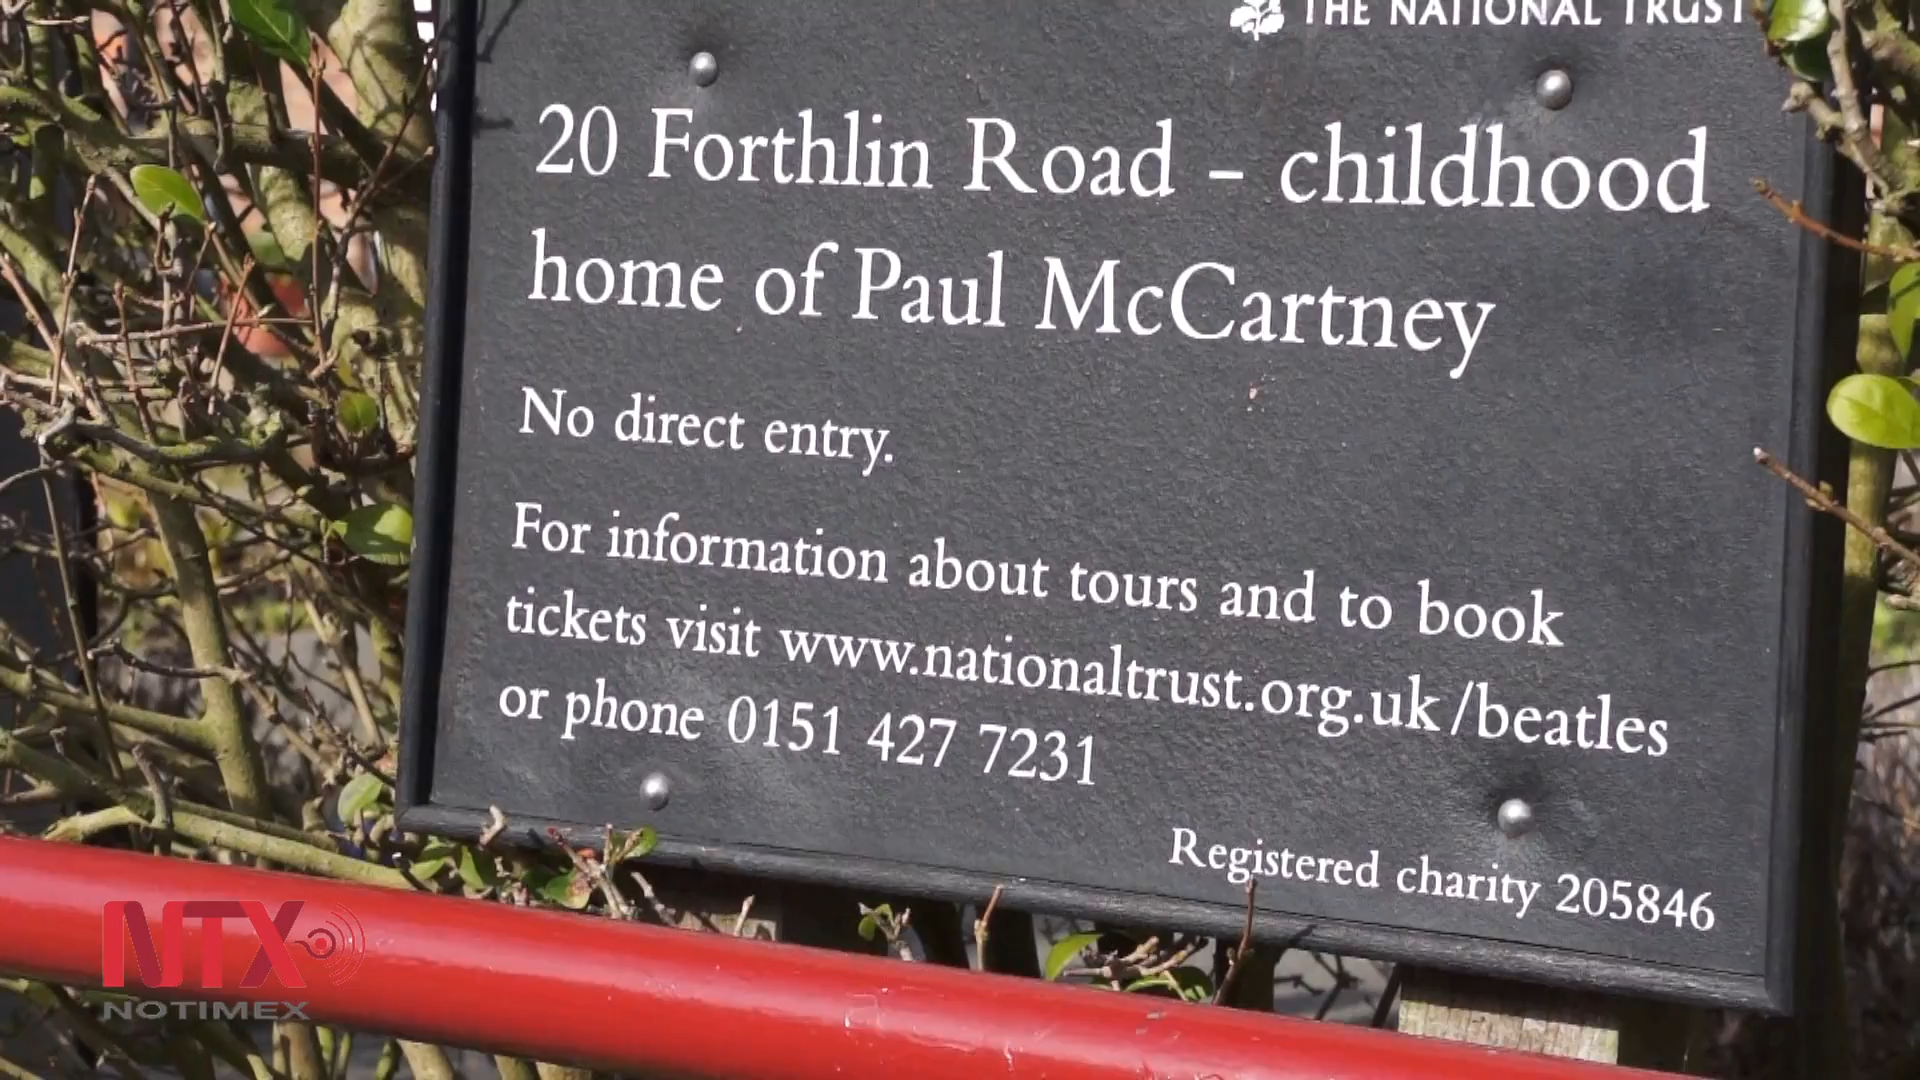 THE NATIONAL TRUST
20 Forthlin Road – childhood
home of Paul McCartney
No direct entry.
For information about tours and to book
tickets visit www.nationaltrust.org.uk/beatles
or phone 0151 427 7231
Registered charity 205846
NTX
NOTIMEX